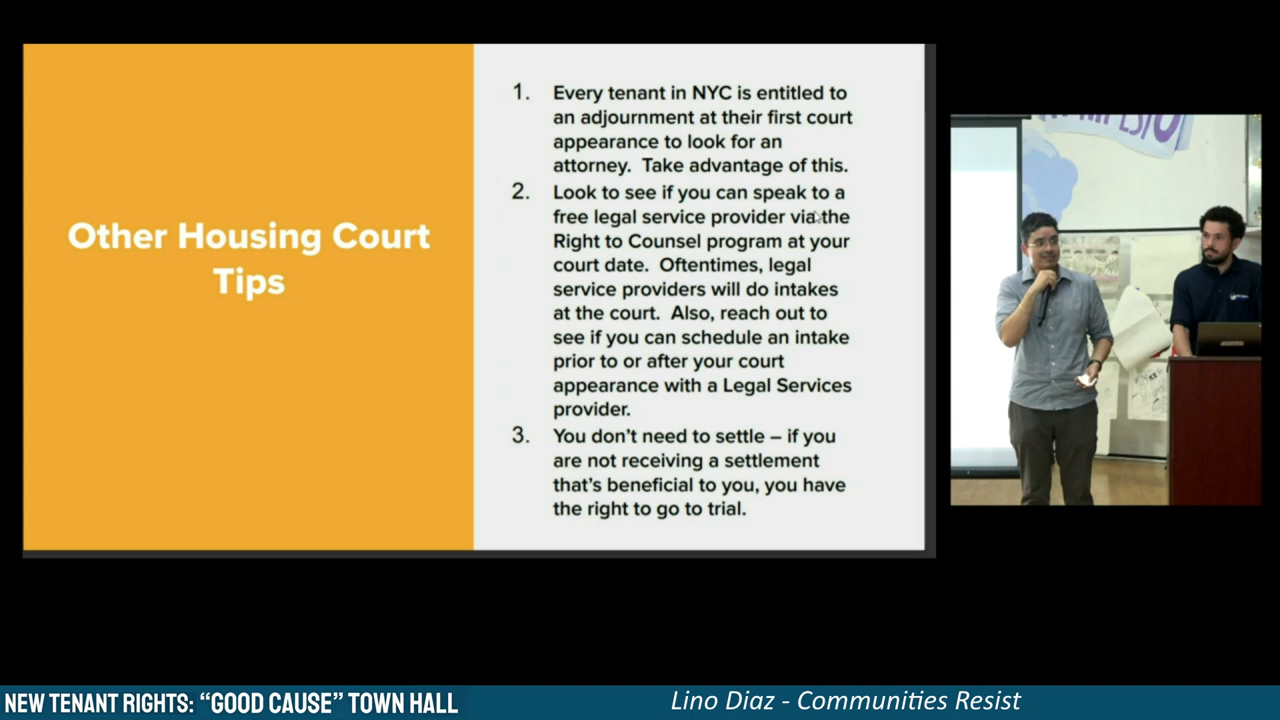 Other Housing Court
Tips
1. Every tenant in NYC is entitled to
an adjournment at their first court
appearance to look for an
attorney. Take advantage of this.
2. Look to see if you can speak to a
free legal service provider via the
Right to Counsel program at your
court date. Oftentimes, legal
service providers will do intakes
at the court. Also, reach out to
see if you can schedule an intake
prior to or after your court
appearance with a Legal Services
provider.
3. You don’t need to settle – if you
are not receiving a settlement
that’s beneficial to you, you have
the right to go to trial.
NEW TENANT RIGHTS: “GOOD CAUSE” TOWN HALL
Lino Diaz - Communities Resist